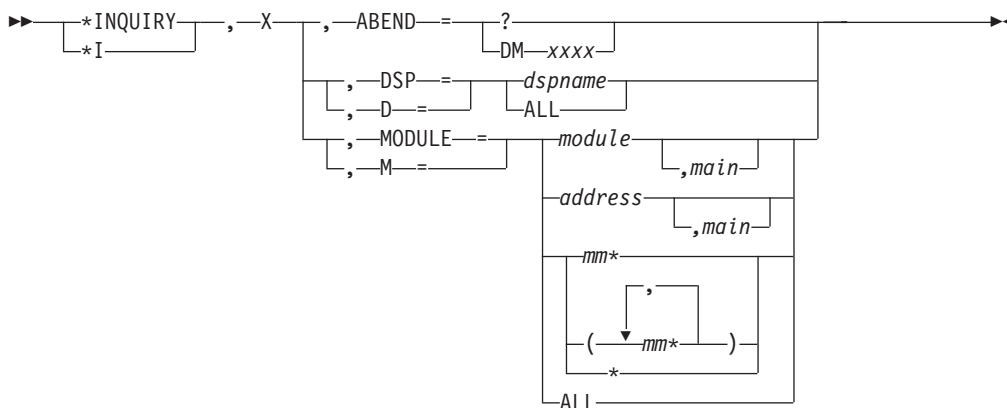 *INQUIRY , X , ABEND = ?
*I DM xxxx
, DSP = dspname
, D = ALL
, MODULE = module
, M = ,main
address
,main
mm*
,
( mm* )
*
ALL